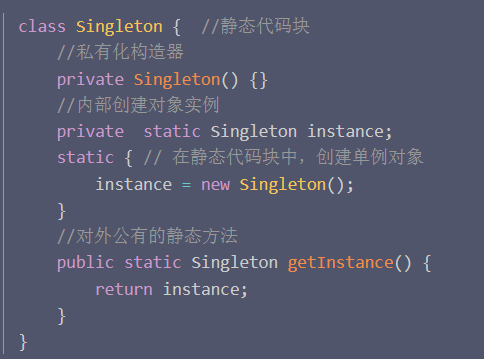 class Singleton {  //静态代码块
    //私有化构造器
    private Singleton() {}
    //内部创建对象实例
    private  static Singleton instance;
    static { // 在静态代码块中，创建单例对象
        instance = new Singleton();
    }
    //对外公有的静态方法
    public static Singleton getInstance() {
        return instance;
    }
}